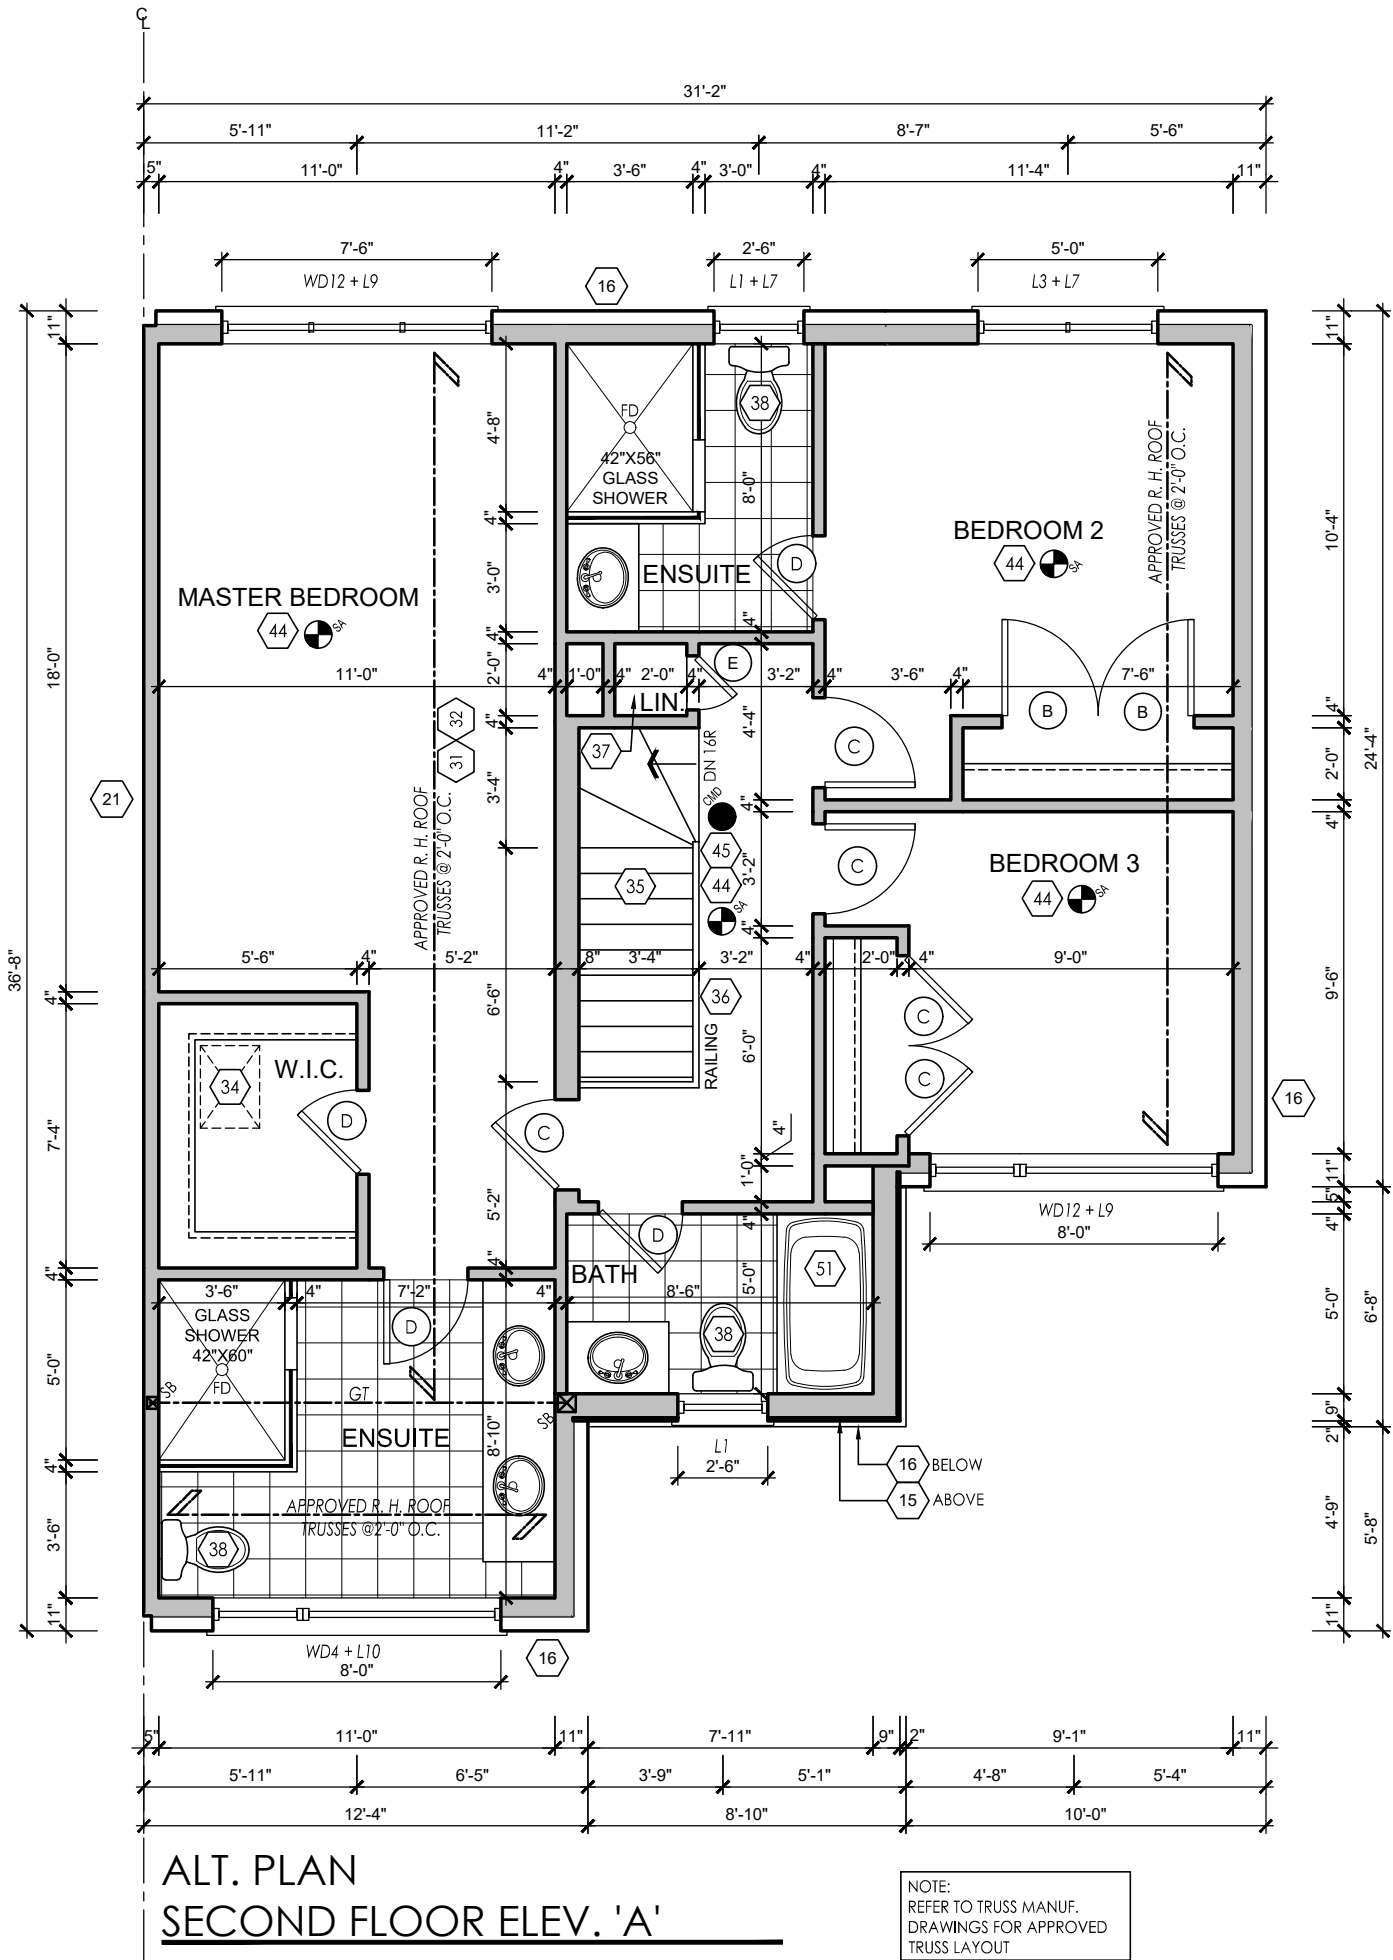 CL
31'-2"
5'-11" 11'-2" 8'-7" 5'-6"
5" 11'-0" 4" 3'-6" 4" 3'-0" 4" 11'-4" 11"
7'-6" 2'-6" 5'-0"
WD12 + L9 16 L1 + L7 L3 + L7
11" 11" 
38
FD
4'-8"
42"X56"
GLASS
SHOWER
8'-0"
APPROVED R. H. ROOF
TRUSSES @ 2'-0" O.C.
10'-4"
4"
BEDROOM 2
44 SA
D
ENSUITE
3'-0"
MASTER BEDROOM
44 SA
4" 4"
18'-0"
2'-0"
E
11'-0" 4" 1'-0" 4" 2'-0" 4" 3'-2" 4" 3'-6" 4" 7'-6"
LIN.
B B
4" 4'-4" 4"
32
31
37
DN 16R
C
2'-0"
24'-4"
3'-4"
21
CMD
4" 4"
APPROVED R. H. ROOF
TRUSSES @ 2'-0" O.C.
45
44
SA
3'-2"
35
C
BEDROOM 3
44 SA
4"
36'-8"
5'-6" 4" 5'-2" 8" 3'-4" 3'-2" 4" 2'-0" 4" 9'-0"
4"
6'-6"
36
9'-6"
C
C
6'-0"
RAILING
W.I.C.
34
D
C
16
7'-4"
4"
1'-0"
11"
5"
4"
5'-2"
4"
WD12 + L9
8'-0"
D
4" 4"
BATH
51
3'-6" 4" 7'-2" 4" 8'-6"
5'-0"
5'-0"
6'-8"
GLASS
SHOWER
42"X60"
FD
D
38
5'-0"
SB
GT
SB
9"
2"
ENSUITE
8'-10"
L1
2'-6"
16 BELOW
15 ABOVE
4"
APPROVED R. H. ROOF
TRUSSES @2'-0" O.C.
4'-9"
5'-8"
3'-6"
38
11" 11"
WD4 + L10
8'-0"
16
5" 11'-0" 11" 7'-11" 9" 2" 9'-1" 11"
5'-11" 6'-5" 3'-9" 5'-1" 4'-8" 5'-4"
12'-4" 8'-10" 10'-0"
ALT. PLAN
SECOND FLOOR ELEV. 'A'
NOTE:
REFER TO TRUSS MANUF.
DRAWINGS FOR APPROVED
TRUSS LAYOUT